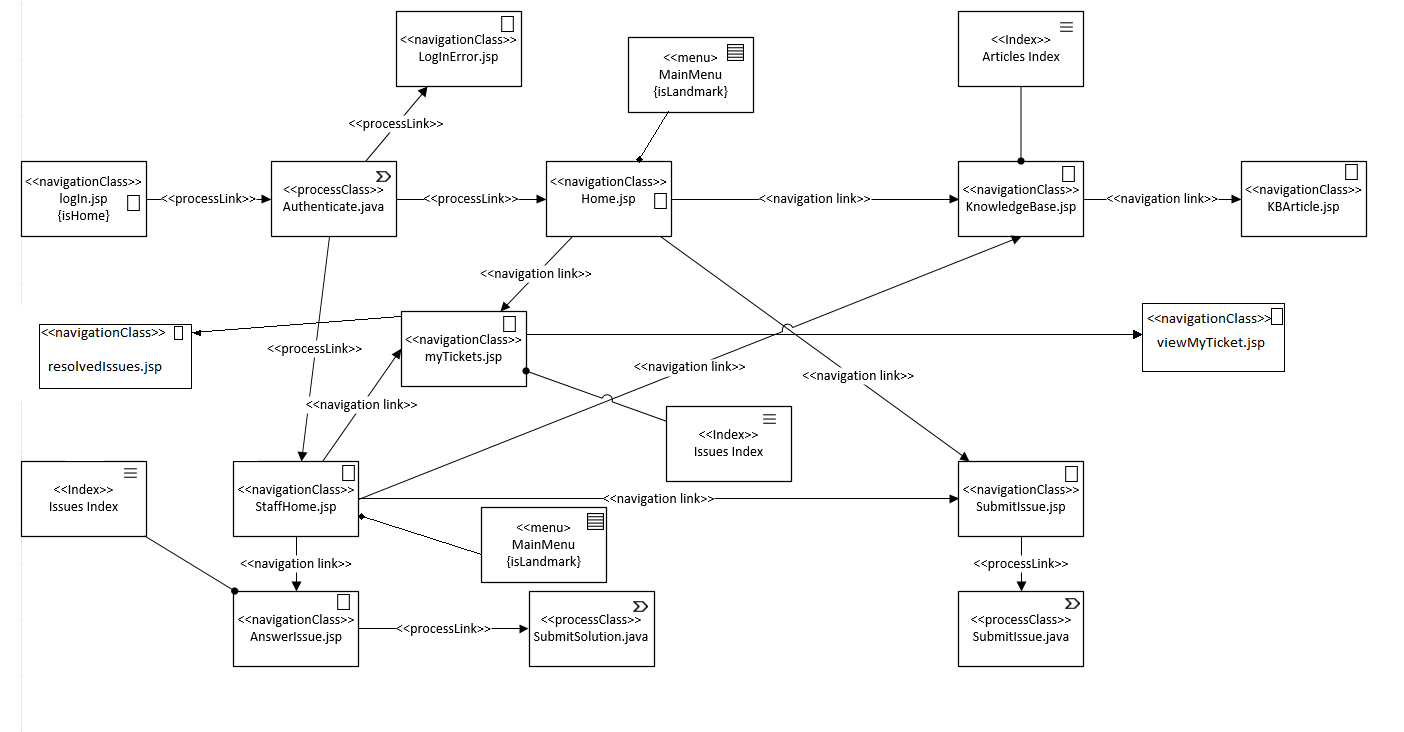 <<navigationClass>>
LogInError.jsp
<<menu>
MainMenu
{isLandmark}
<<Index>>
Articles Index
<<processLink>>
<<navigationClass>>
logIn.jsp
{isHome}
<<processLink>>
<<processClass>>
Authenticate.java
<<processLink>>
<<navigationClass>>
Home.jsp
<<navigation link>>
<<navigationClass>>
KnowledgeBase.jsp
<<navigation link>>
<<navigationClass>>
KBArticle.jsp
<<navigation link>>
<<navigationClass>>
resolvedIssues.jsp
<<processLink>>
<<navigationClass>>
myTickets.jsp
<<navigationClass>>
viewMyTicket.jsp
<<navigation link>>
<<navigation link>>
<<navigation link>>
<<Index>>
Issues Index
<<Index>>
Issues Index
<<navigationClass>>
StaffHome.jsp
<<navigation link>>
<<navigationClass>>
SubmitIssue.jsp
<<menu>
MainMenu
{isLandmark}
<<navigation link>>
<<processLink>>
<<navigationClass>>
AnswerIssue.jsp
<<processLink>>
<<processClass>>
SubmitSolution.java
<<processClass>>
SubmitIssue.java